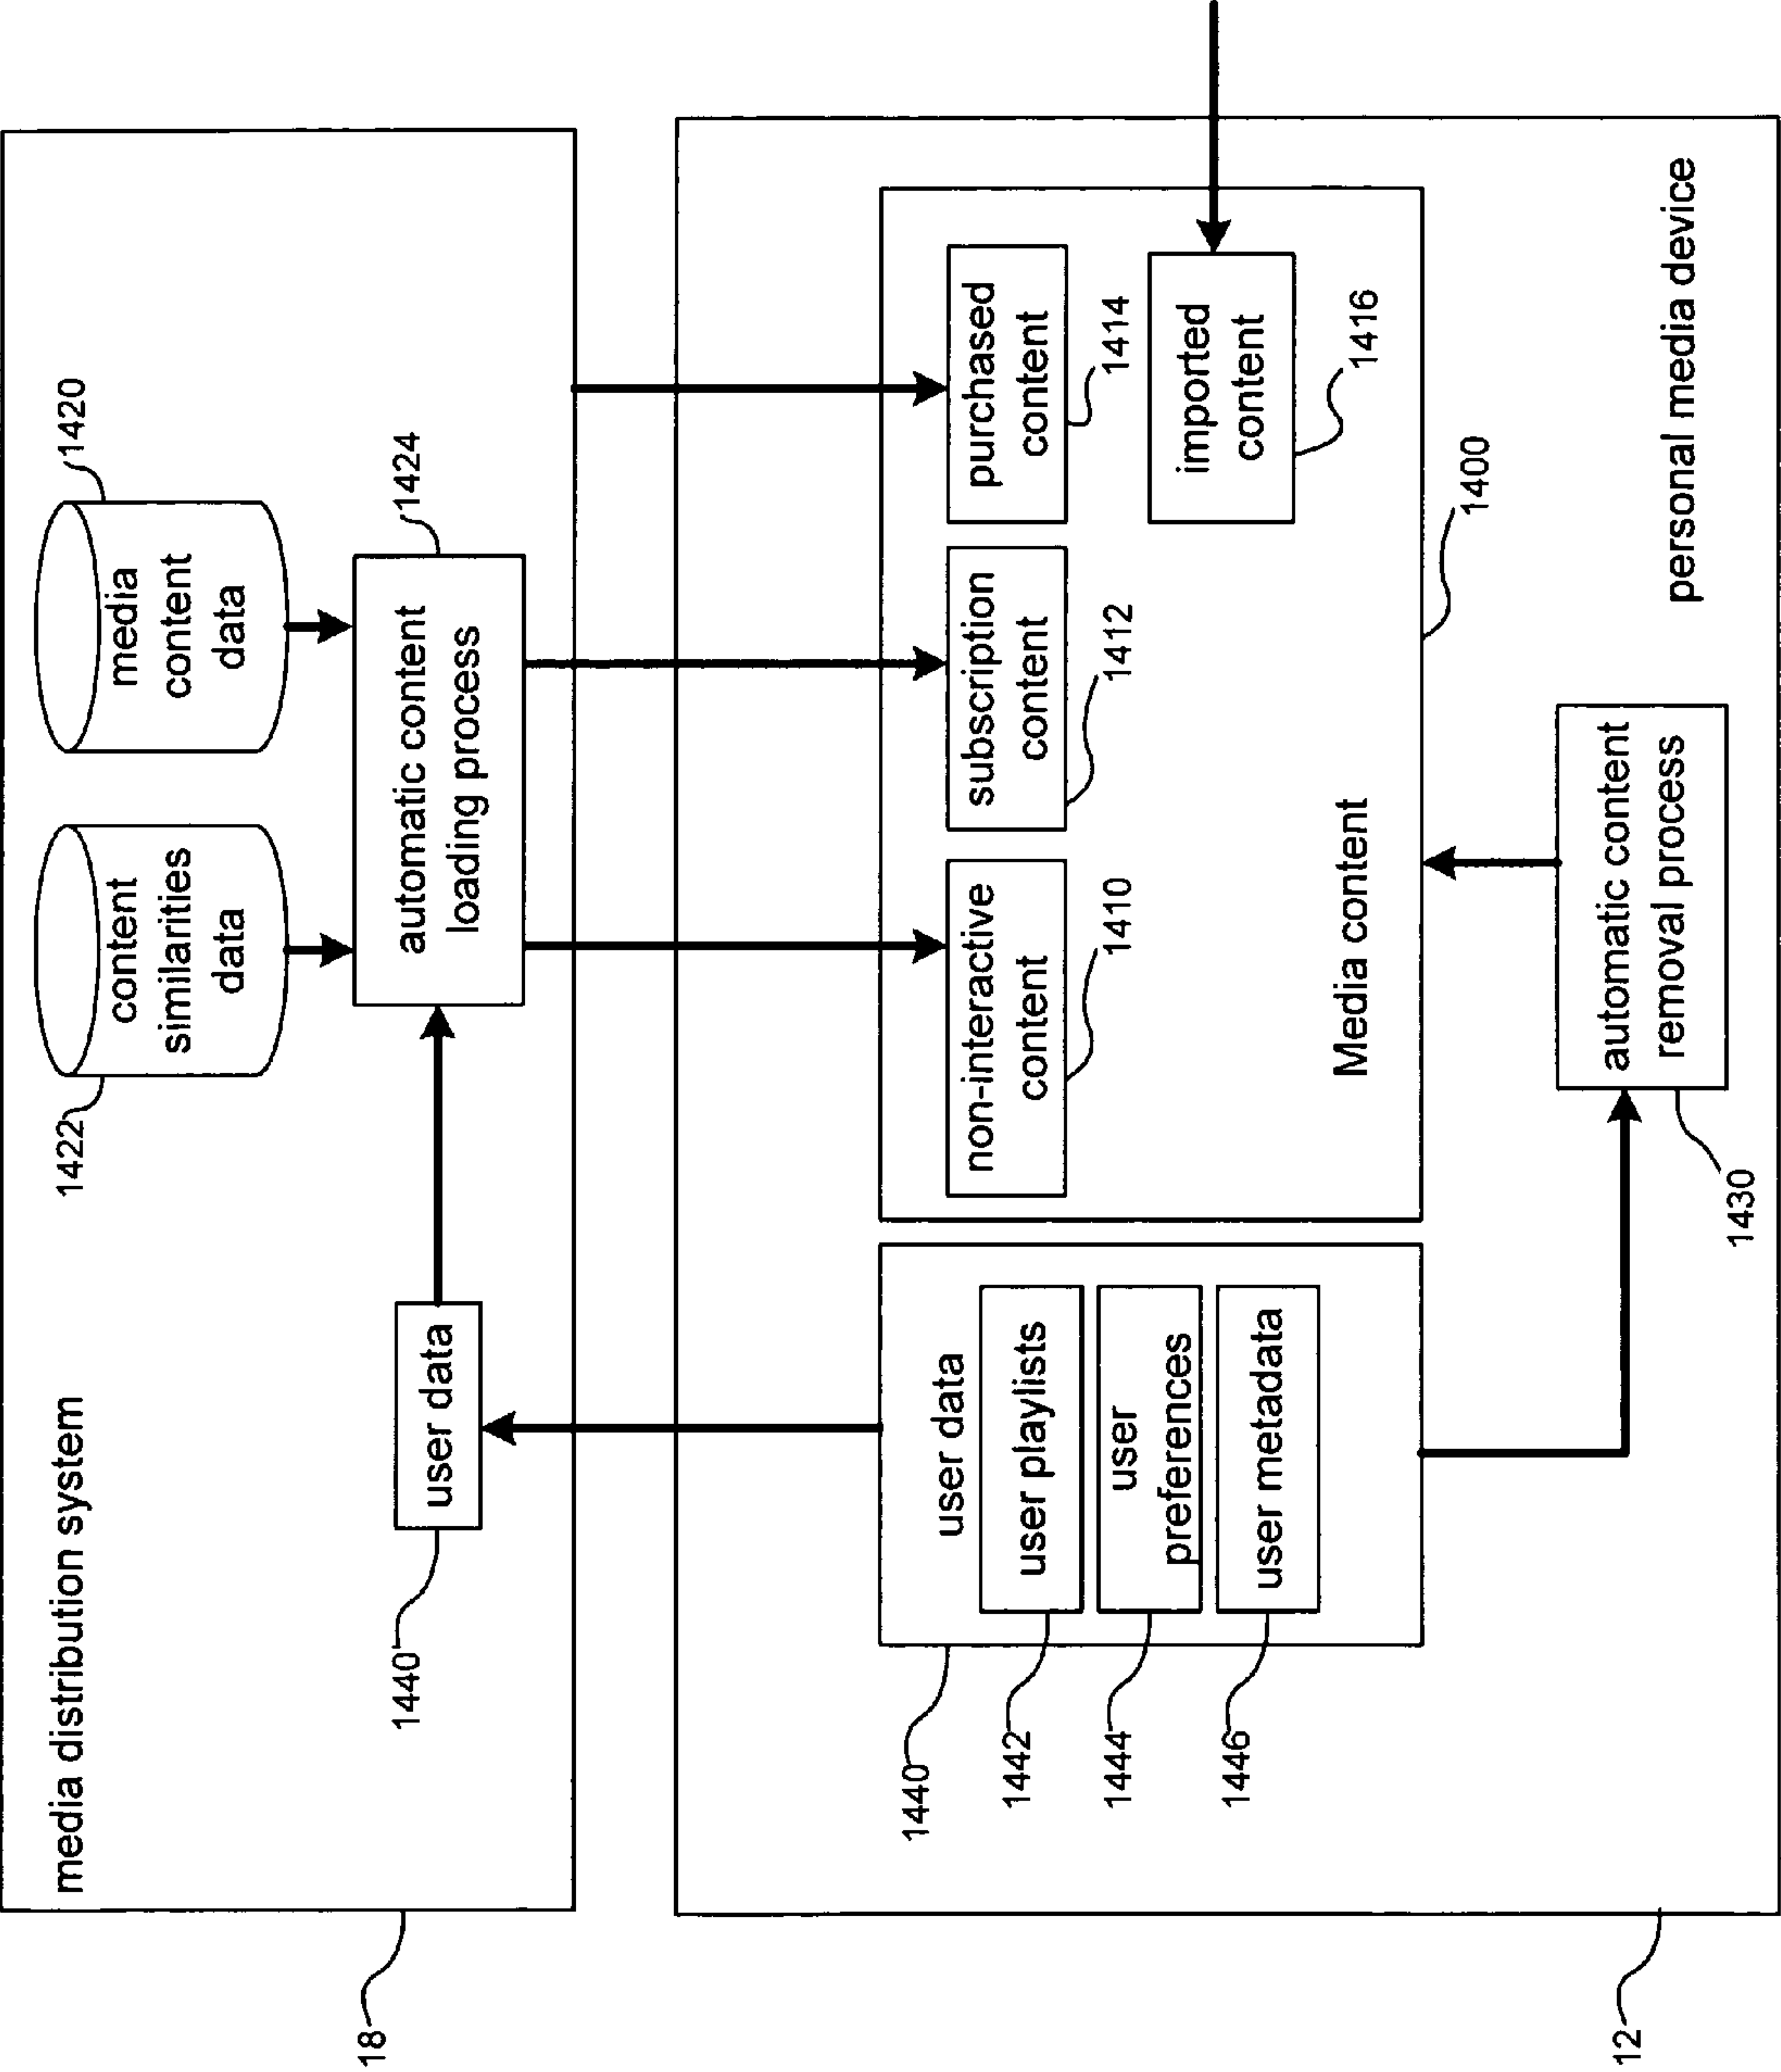 media distribution system
18
1422
content
similarities
data
1420
media
content
data
1424
automatic content
loading process
1440
user data
12
1440
user data
1442
user playlists
1444
user
preferences
1446
user metadata
non-interactive
content
1410
subscription
content
1412
purchased
content
1414
imported
content
1416
Media content
1400
automatic content
removal process
1430
personal media device